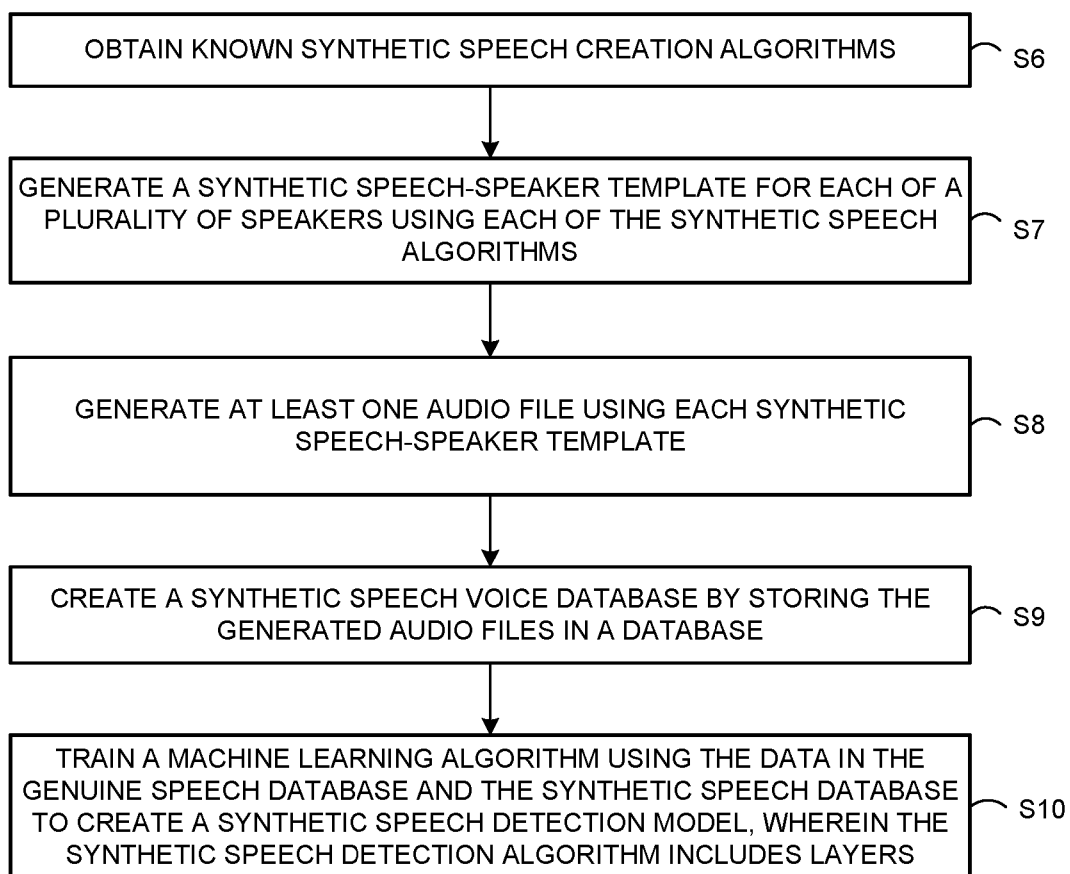 OBTAIN KNOWN SYNTHETIC SPEECH CREATION ALGORITHMS
S6
GENERATE A SYNTHETIC SPEECH-SPEAKER TEMPLATE FOR EACH OF A
PLURALITY OF SPEAKERS USING EACH OF THE SYNTHETIC SPEECH
ALGORITHMS
S7
GENERATE AT LEAST ONE AUDIO FILE USING EACH SYNTHETIC
SPEECH-SPEAKER TEMPLATE
S8
CREATE A SYNTHETIC SPEECH VOICE DATABASE BY STORING THE
GENERATED AUDIO FILES IN A DATABASE
S9
TRAIN A MACHINE LEARNING ALGORITHM USING THE DATA IN THE
GENUINE SPEECH DATABASE AND THE SYNTHETIC SPEECH DATABASE
TO CREATE A SYNTHETIC SPEECH DETECTION MODEL, WHEREIN THE
SYNTHETIC SPEECH DETECTION ALGORITHM INCLUDES LAYERS
S10